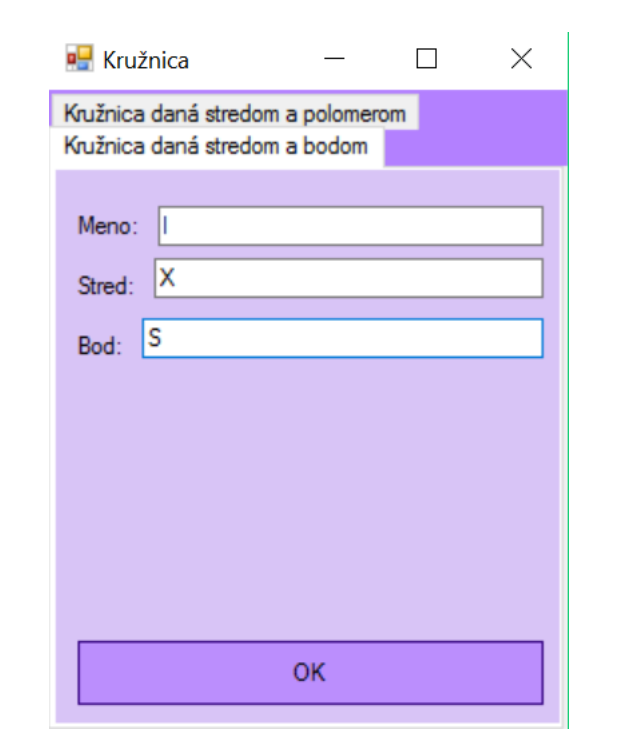 Kružnica
Kružnica daná stredom a polomerom
Kružnica daná stredom a bodom
Meno: l
Stred: X
Bod: S
OK